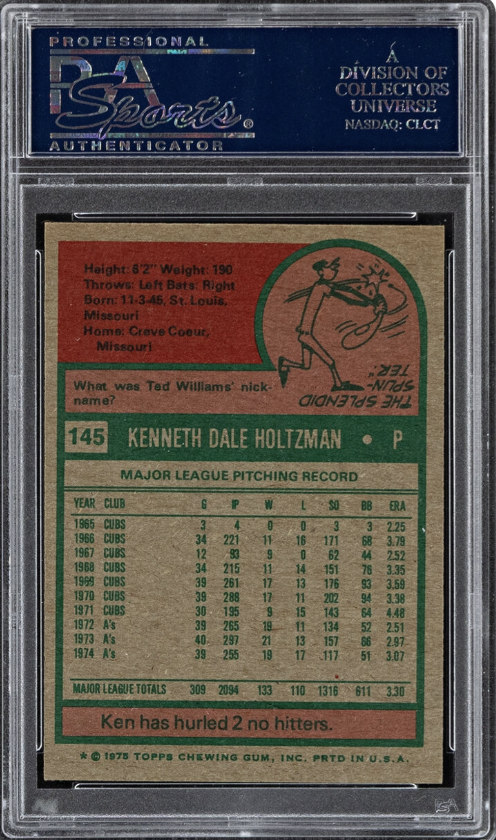 PROFESSIONAL
PSA
Sports®
AUTHENTICATOR
A
DIVISION OF
COLLECTORS
UNIVERSE
NASDAQ: CLCT
Height: 6'2" Weight: 190
Throws: Left Bats: Right
Born: 11-3-45, St. Louis,
Missouri
Home: Creve Coeur,
Missouri
What was Ted Williams' nick-
name?
THE SPLENDID
SPLIN-
TER."
145 KENNETH DALE HOLTZMAN • P
MAJOR LEAGUE PITCHING RECORD
YEAR CLUB G IP W L SO BB ERA
1965 CUBS 3 4 0 0 3 3 2.25
1966 CUBS 34 221 11 16 171 68 3.79
1967 CUBS 12 93 9 0 62 44 2.52
1968 CUBS 34 215 11 14 151 76 3.35
1969 CUBS 39 261 17 13 176 93 3.59
1970 CUBS 39 288 17 11 202 94 3.38
1971 CUBS 30 195 9 15 143 64 4.48
1972 A's 39 265 19 11 134 52 2.51
1973 A's 40 297 21 13 157 66 2.97
1974 A's 39 255 19 17 117 51 3.07
MAJOR LEAGUE TOTALS 309 2094 133 110 1316 611 3.30
Ken has hurled 2 no hitters.
* © 1975 TOPPS CHEWING GUM, INC. PRTD IN U.S.A.